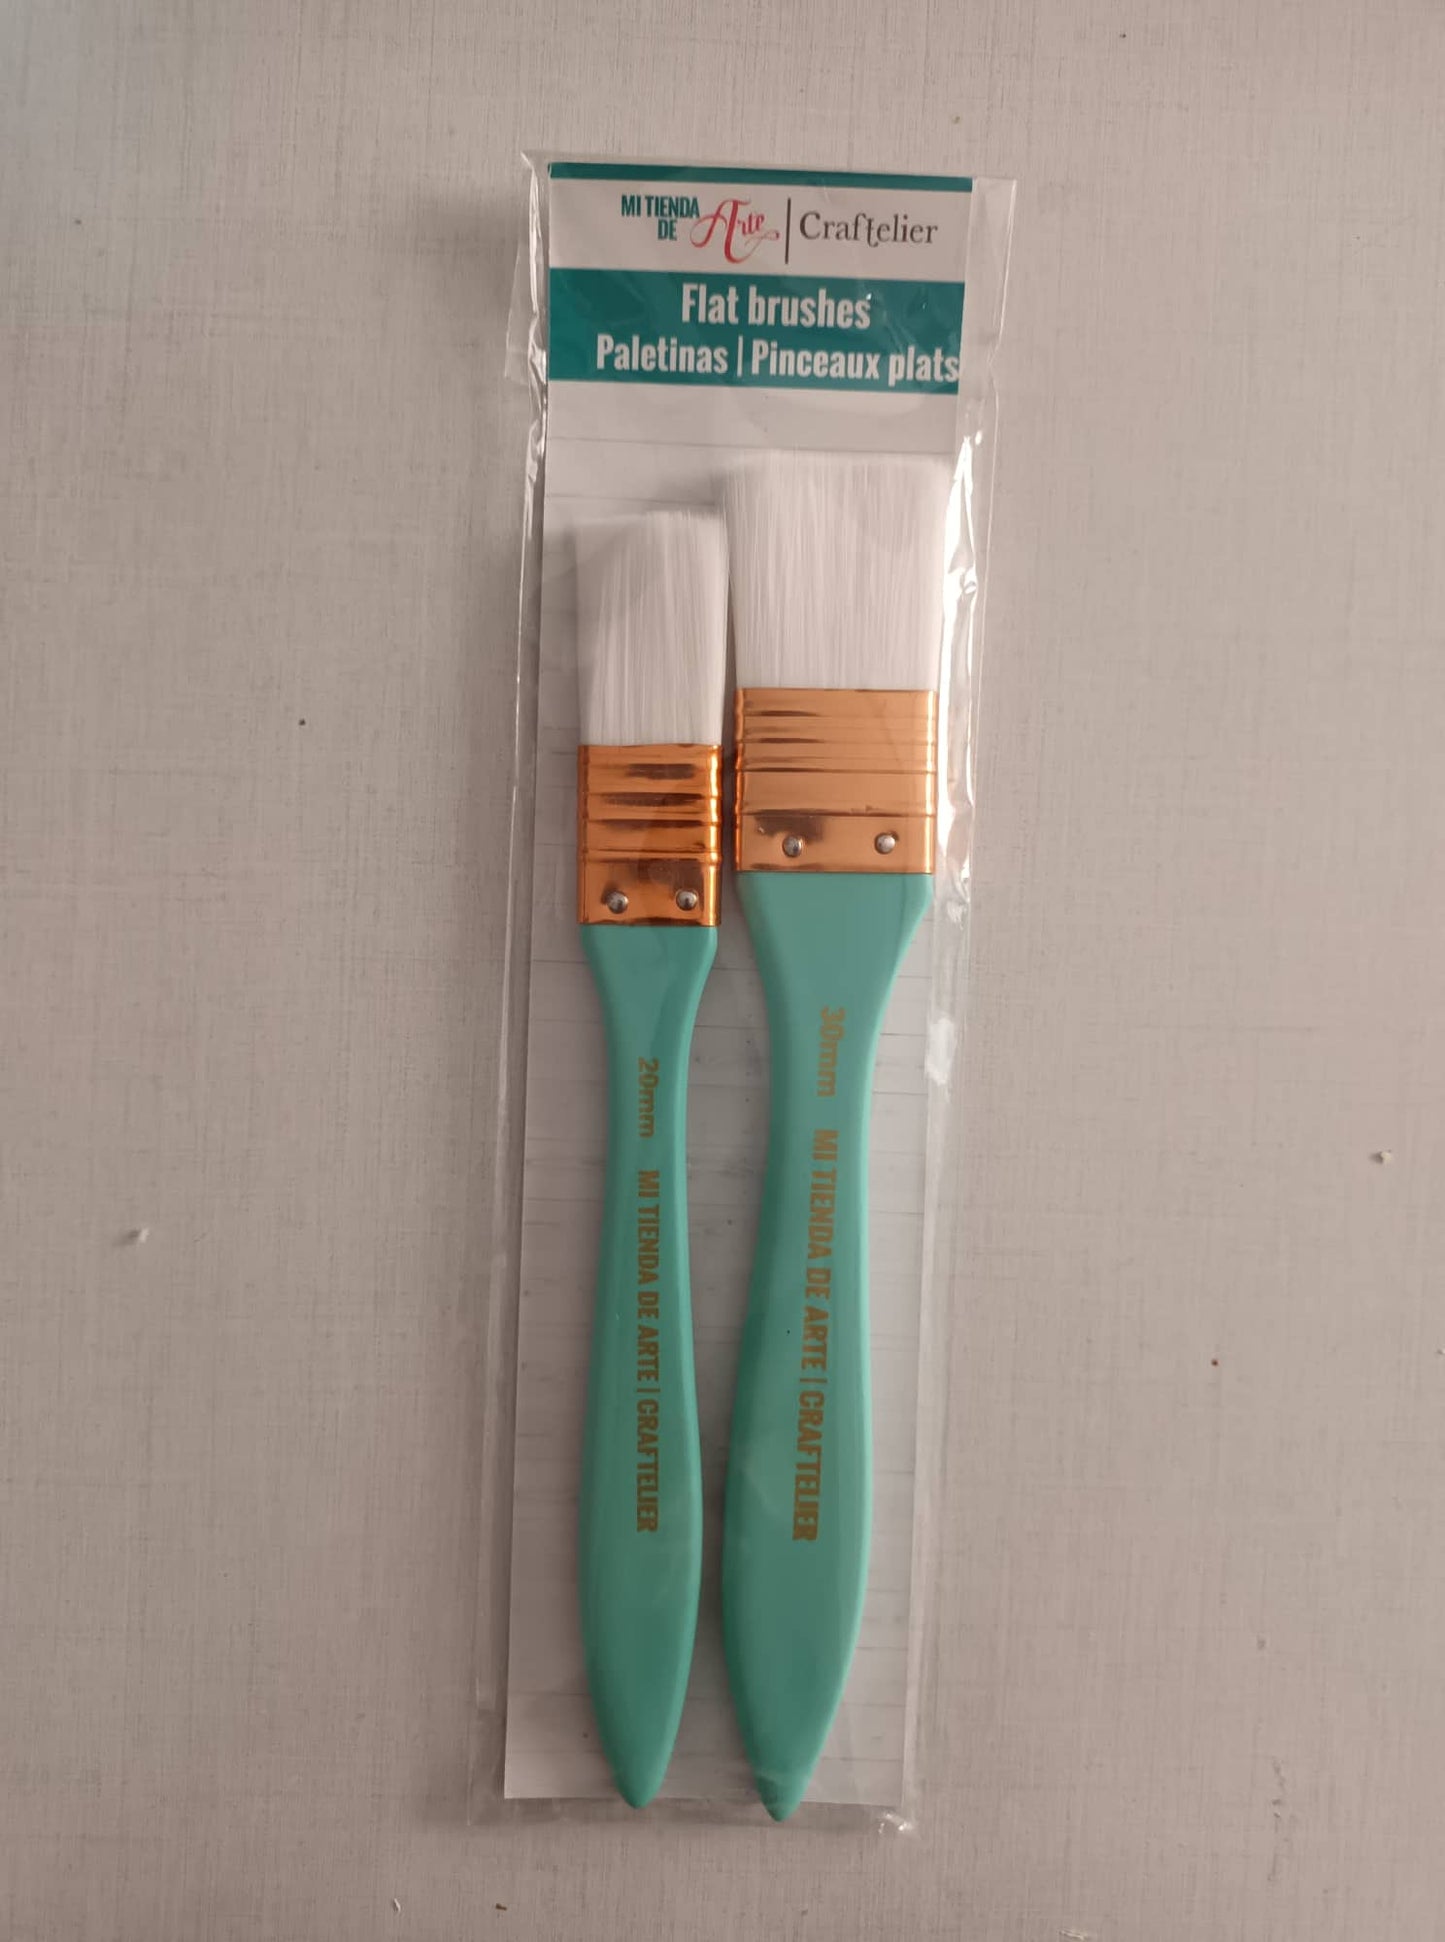 MI TIENDA
DE Arte | Craftelier
Flat brushes
Paletinas | Pinceaux plats
20mm MI TIENDA DE ARTE | CRAFTELIER
30mm MI TIENDA DE ARTE | CRAFTELIER